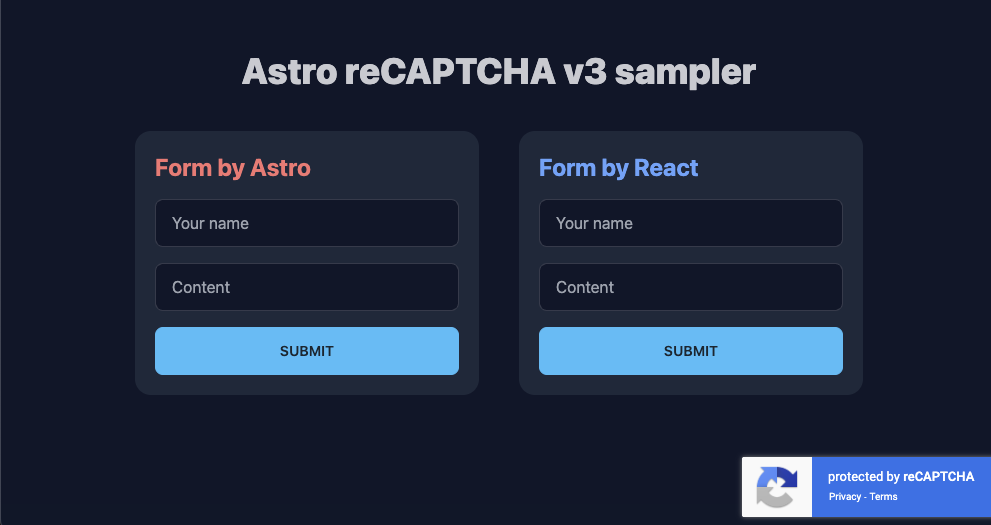 Astro reCAPTCHA v3 sampler
Form by Astro
Your name
Content
SUBMIT
Form by React
Your name
Content
SUBMIT
protected by reCAPTCHA
Privacy - Terms